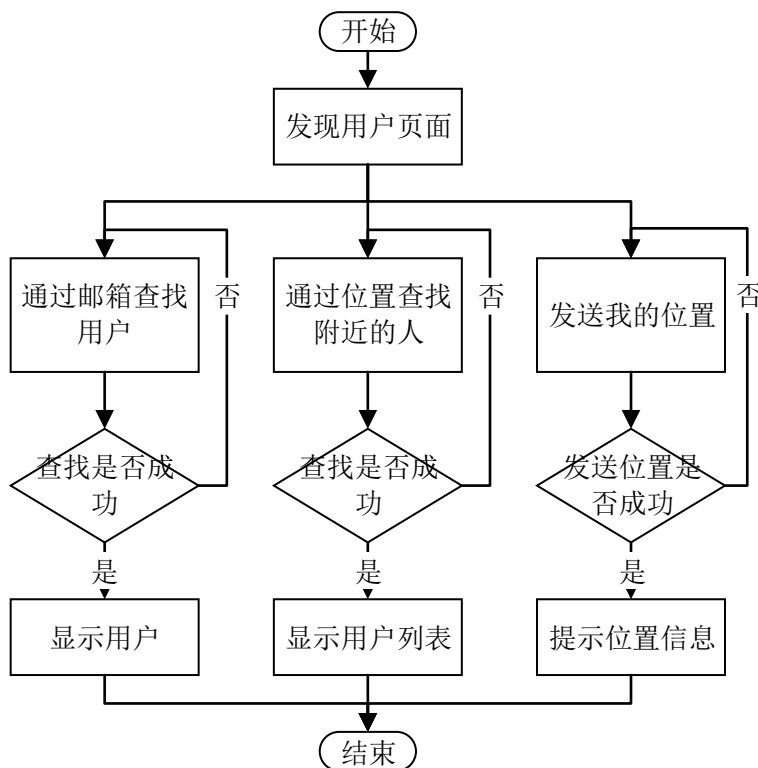 开始
发现用户页面
通过邮箱查找
用户
否
通过位置查找
附近的人
否
发送我的位置
否
查找是否成
功
查找是否成
功
发送位置是
否成功
是
是
是
显示用户
显示用户列表
提示位置信息
结束